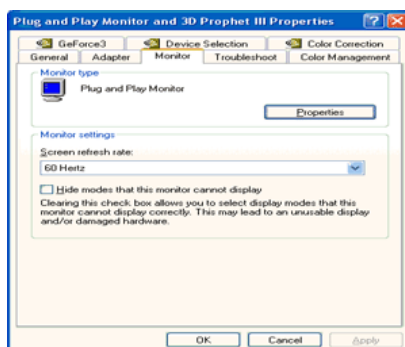 Plug and Play Monitor and 3D Prophet III Properties
GeForce3 Device Selection Color Correction
General Adapter Monitor Troubleshoot Color Management
Monitor type
Plug and Play Monitor
Properties
Monitor settings
Screen refresh rate:
60 Hertz
Hide modes that this monitor cannot display
Clearing this check box allows you to select display modes that this
monitor cannot display correctly. This may lead to an unusable display
and/or damaged hardware.
OK Cancel Apply